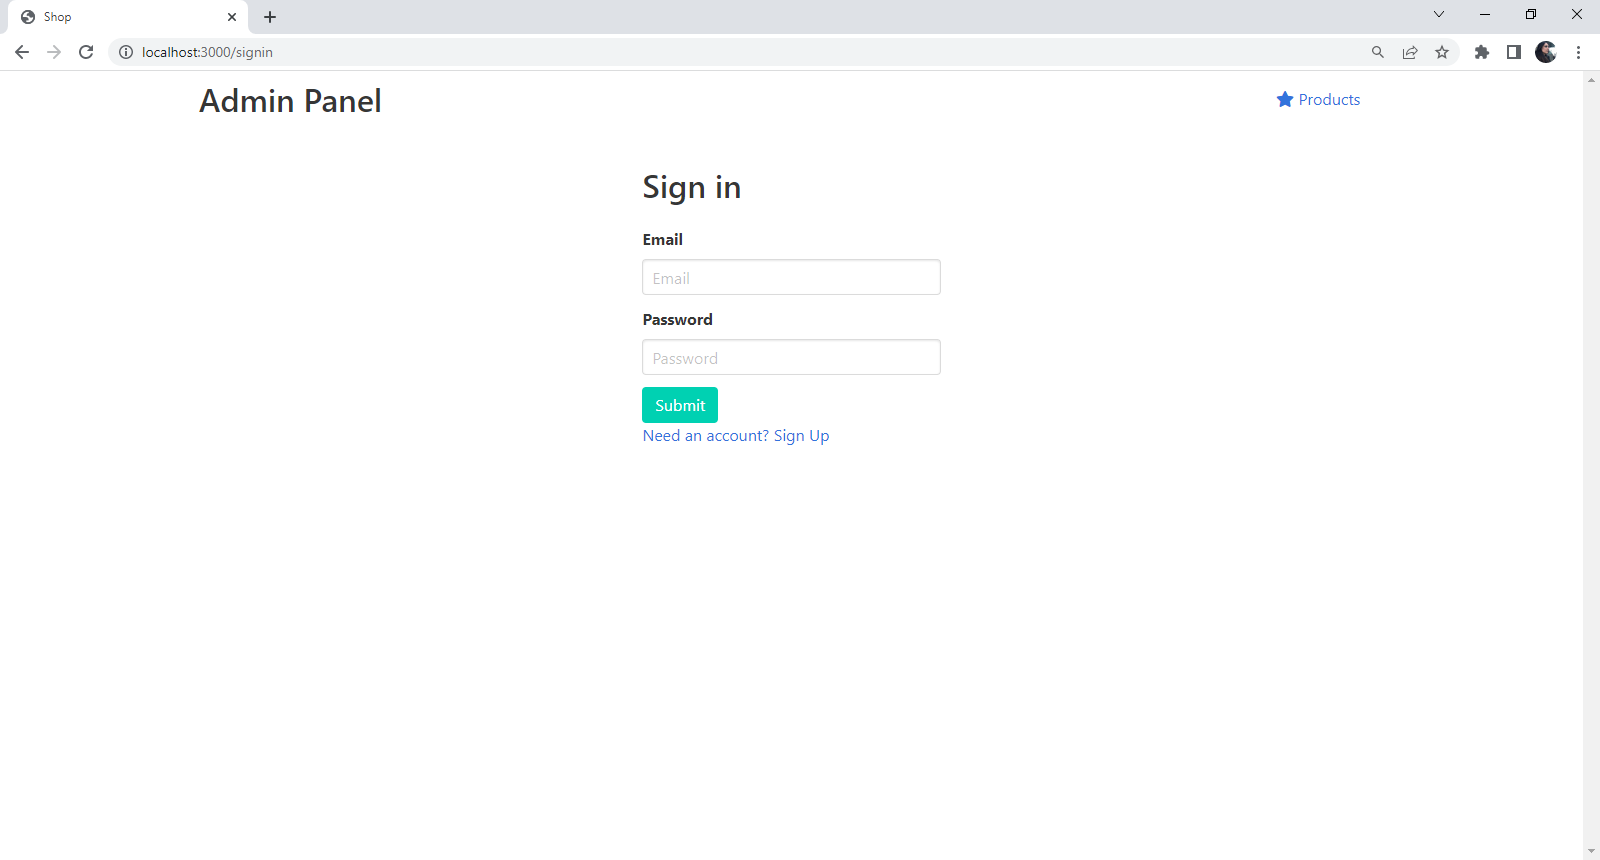 Shop
localhost:3000/signin
Admin Panel
Products
Sign in
Email
Email
Password
Password
Submit
Need an account? Sign Up